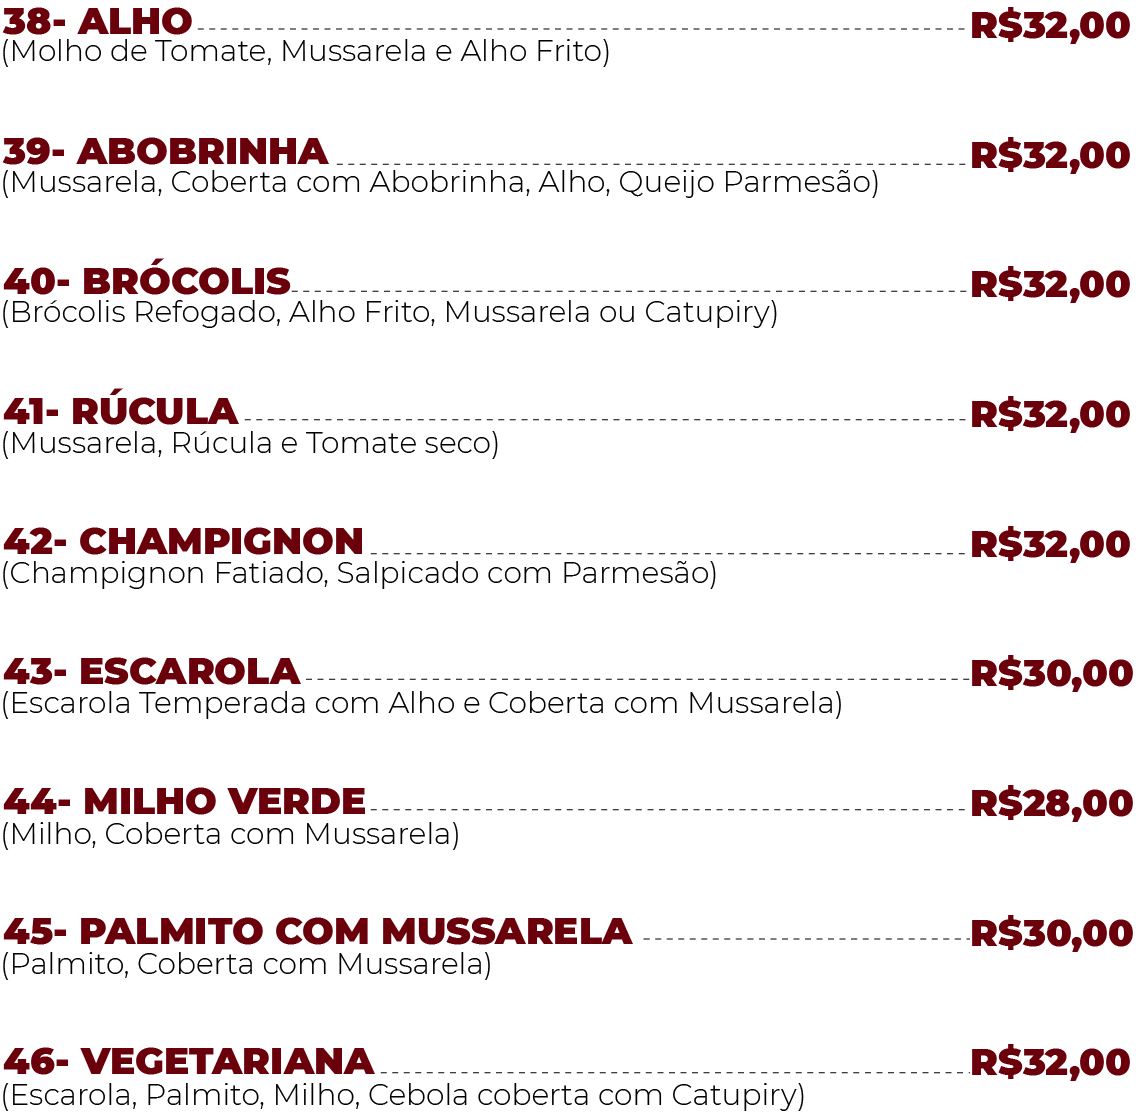 38- ALHO R$32,00
(Molho de Tomate, Mussarela e Alho Frito)
39- ABOBRINHA R$32,00
(Mussarela, Coberta com Abobrinha, Alho, Queijo Parmesão)
40- BRÓCOLIS R$32,00
(Brócolis Refogado, Alho Frito, Mussarela ou Catupiry)
41- RÚCULA R$32,00
(Mussarela, Rúcula e Tomate seco)
42- CHAMPIGNON R$32,00
(Champignon Fatiado, Salpicado com Parmesão)
43- ESCAROLA R$30,00
(Escarola Temperada com Alho e Coberta com Mussarela)
44- MILHO VERDE R$28,00
(Milho, Coberta com Mussarela)
45- PALMITO COM MUSSARELA R$30,00
(Palmito, Coberta com Mussarela)
46- VEGETARIANA R$32,00
(Escarola, Palmito, Milho, Cebola coberta com Catupiry)